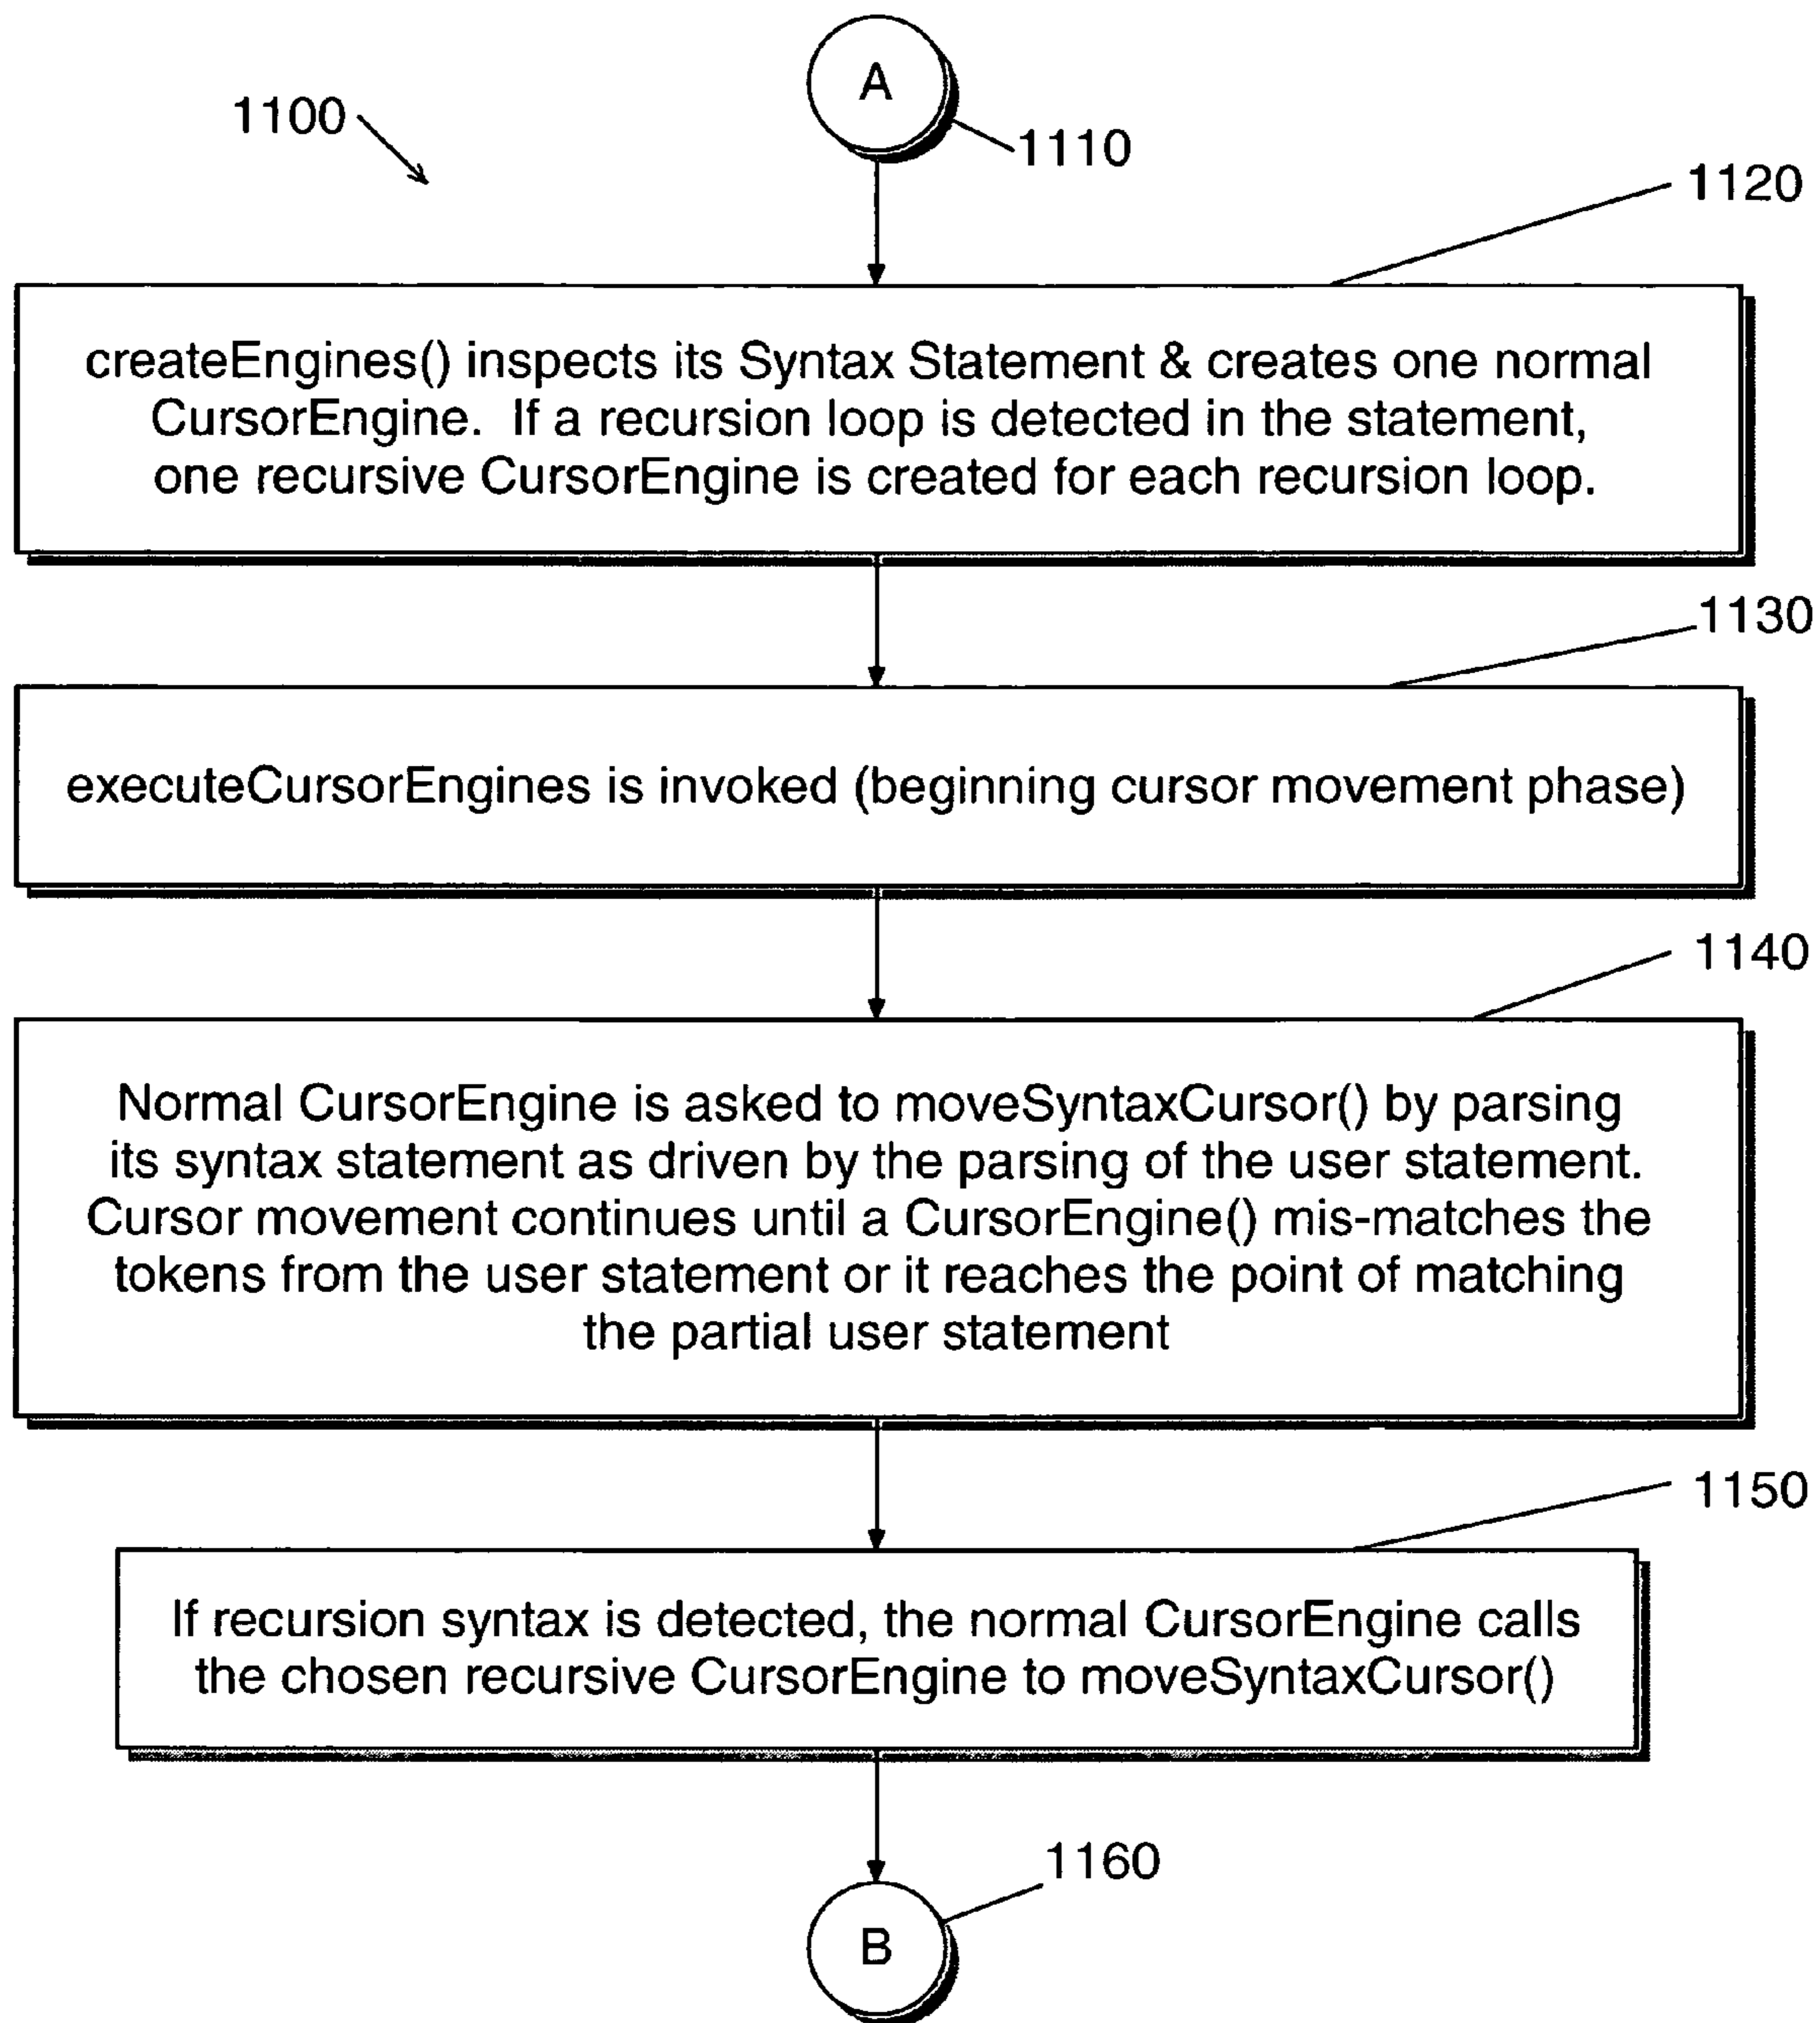 A
1100
1110
1120
createEngines() inspects its Syntax Statement & creates one normal
CursorEngine. If a recursion loop is detected in the statement,
one recursive CursorEngine is created for each recursion loop.
1130
executeCursorEngines is invoked (beginning cursor movement phase)
1140
Normal CursorEngine is asked to moveSyntaxCursor() by parsing
its syntax statement as driven by the parsing of the user statement.
Cursor movement continues until a CursorEngine() mis-matches the
tokens from the user statement or it reaches the point of matching
the partial user statement
1150
If recursion syntax is detected, the normal CursorEngine calls
the chosen recursive CursorEngine to moveSyntaxCursor()
1160
B